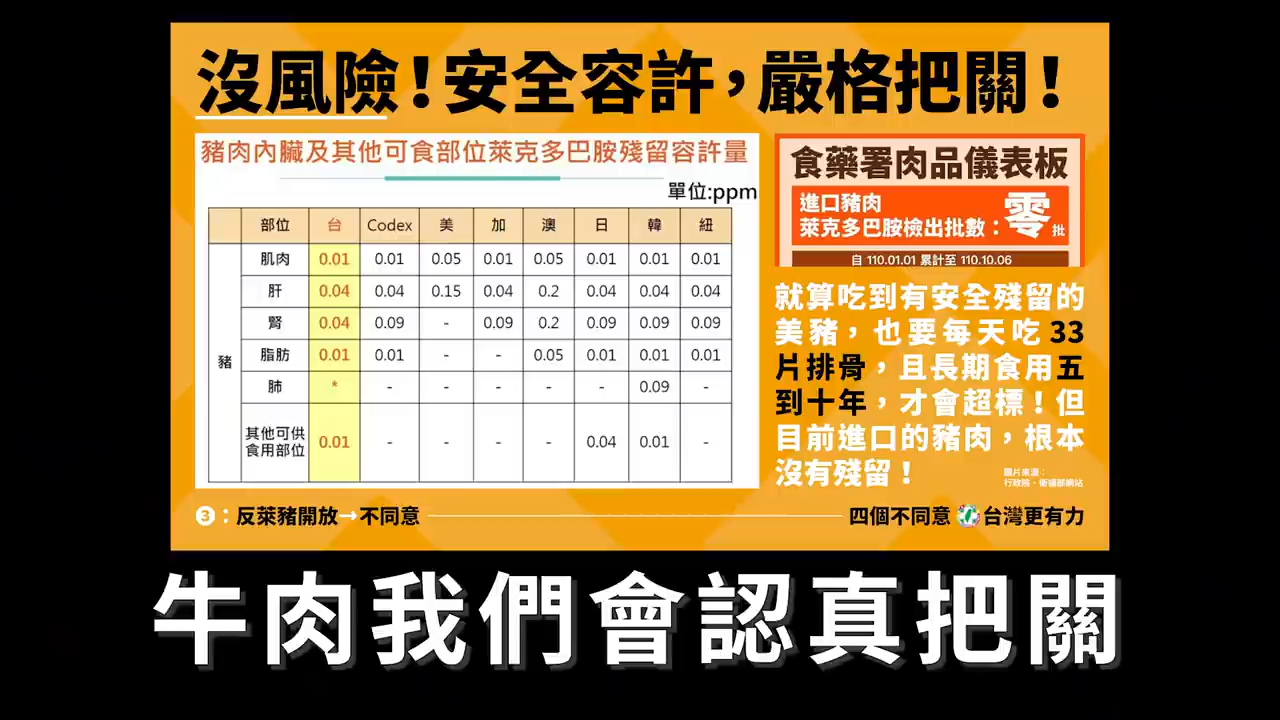 沒風險！安全容許，嚴格把關！
豬肉內臟及其他可食部位萊克多巴胺殘留容許量
單位:ppm
部位 台 Codex 美 加 澳 日 韓 紐
豬
肌肉 0.01 0.01 0.05 0.01 0.05 0.01 0.01 0.01
肝 0.04 0.04 0.15 0.04 0.2 0.04 0.04 0.04
腎 0.04 0.09 - 0.09 0.2 0.09 0.09 0.09
脂肪 0.01 0.01 - - 0.05 0.01 0.01 0.01
肺 * - - - - - 0.09 -
其他可供
食用部位 0.01 - - - - 0.04 0.01 -
食藥署肉品儀表板
進口豬肉
萊克多巴胺檢出批數：零批
自 110.01.01 累計至 110.10.06
就算吃到有安全殘留的
美豬，也要每天吃33
片排骨，且長期食用五
到十年，才會超標！但
目前進口的豬肉，根本
沒有殘留！
圖片來源：
行政院、衛福部網站
3：反萊豬開放→不同意
四個不同意 台灣更有力
牛肉我們會認真把關